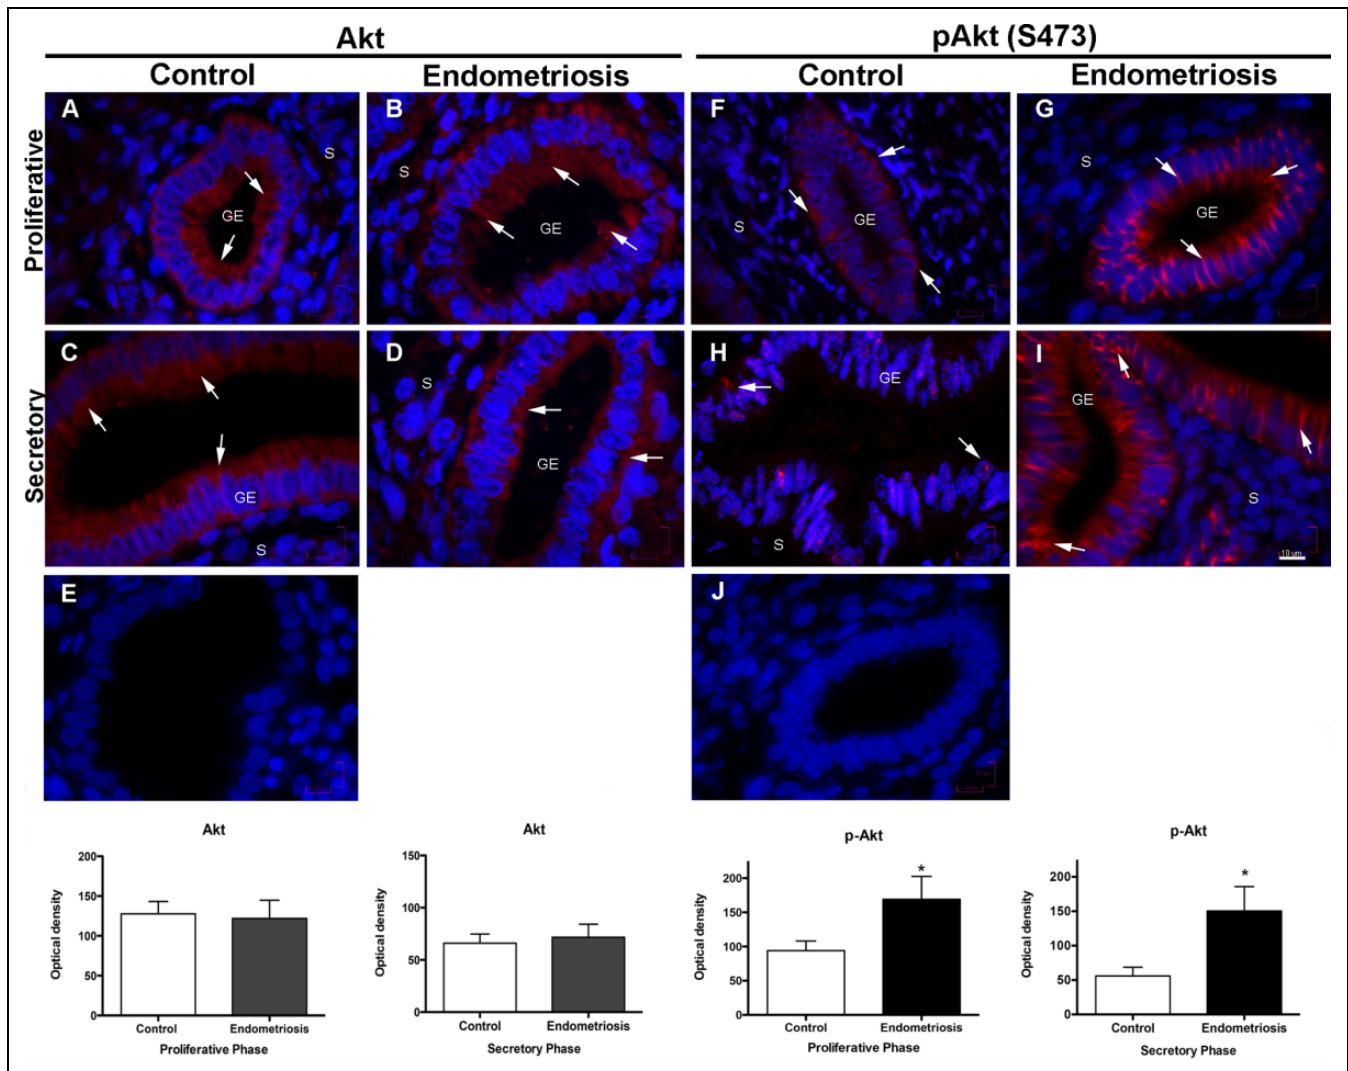 Akt pAkt (S473)
Control Endometriosis Control Endometriosis
Proliferative
A S GE
B S GE
F S GE
G S GE
Secretory
C GE S
D S GE
H GE S
I GE S 10 um
E
J
Akt
Optical density
200
150
100
50
0
Control Endometriosis
Proliferative Phase
Akt
Optical density
150
100
50
0
Control Endometriosis
Secretory Phase
p-Akt
Optical density
200
150
100
50
0
*
Control Endometriosis
Proliferative Phase
p-Akt
Optical density
200
150
100
50
0
*
Control Endometriosis
Secretory Phase